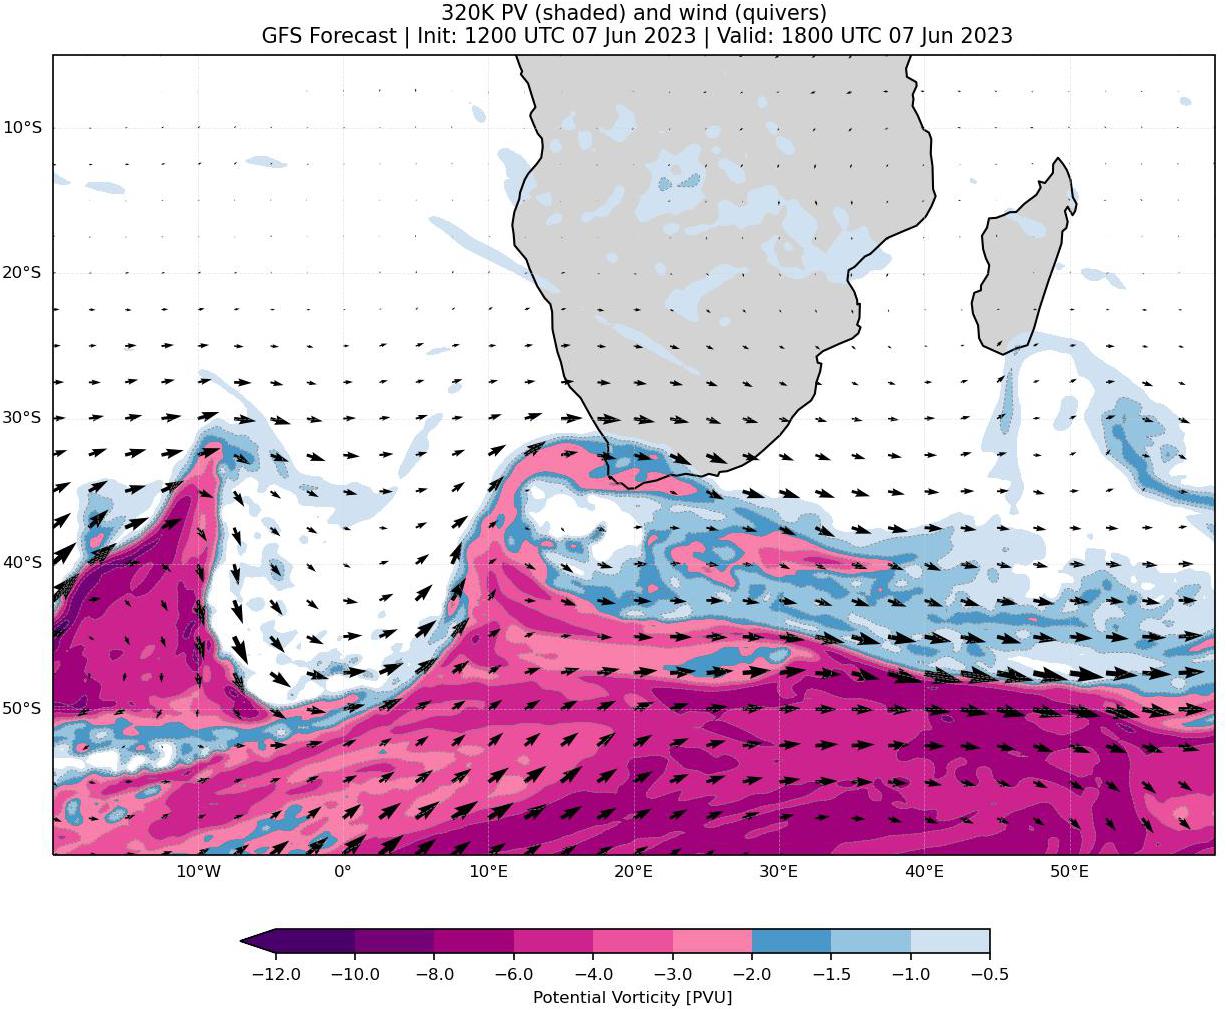 320K PV (shaded) and wind (quivers)
GFS Forecast | Init: 1200 UTC 07 Jun 2023 | Valid: 1800 UTC 07 Jun 2023
10°S
20°S
30°S
40°S
50°S
10°W 0° 10°E 20°E 30°E 40°E 50°E
−12.0 −10.0 −8.0 −6.0 −4.0 −3.0 −2.0 −1.5 −1.0 −0.5
Potential Vorticity [PVU]